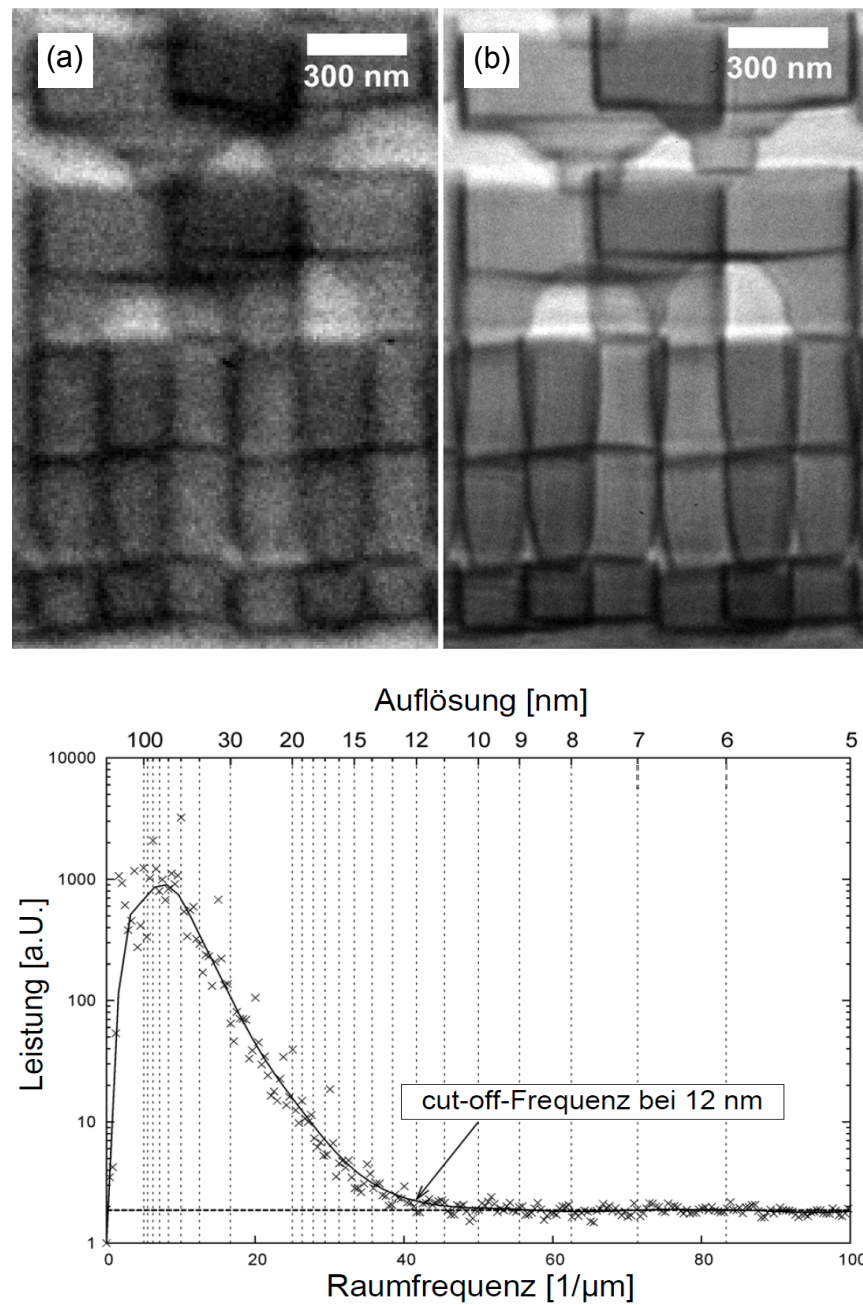 (a)
300 nm
(b)
300 nm
Auflösung [nm]
100 30 20 15 12 10 9 8 7 6 5
Leistung [a.U.]
10000
1000
100
10
1
cut-off-Frequenz bei 12 nm
0 20 40 60 80 100
Raumfrequenz [1/µm]